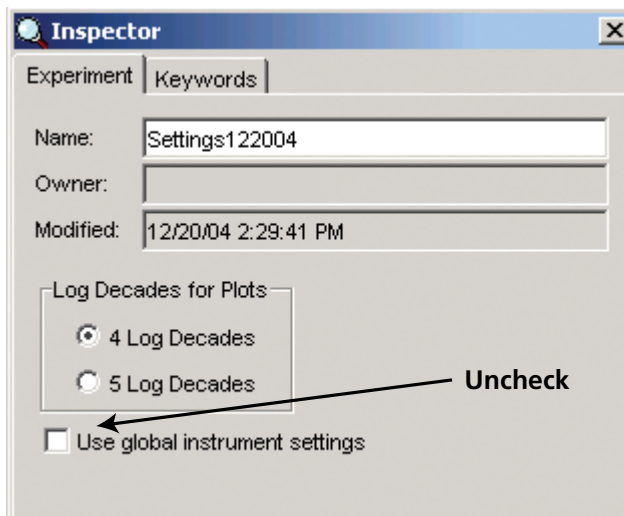 Inspector
Experiment Keywords
Name: Settings122004
Owner:
Modified: 12/20/04 2:29:41 PM
Log Decades for Plots
4 Log Decades
5 Log Decades
Uncheck
Use global instrument settings